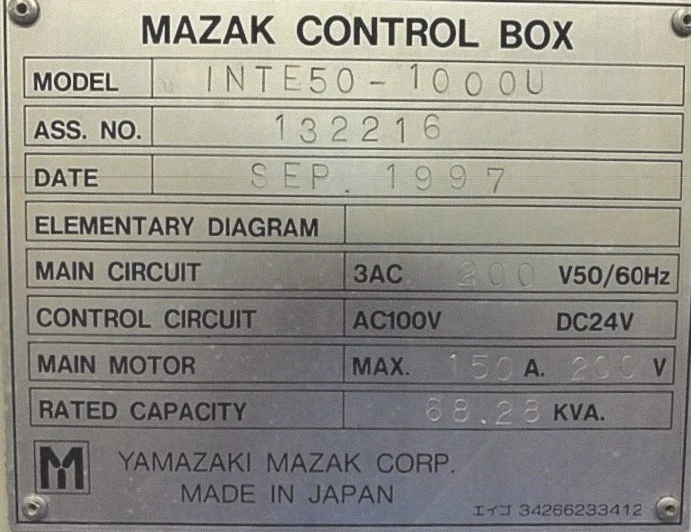 MAZAK CONTROL BOX
MODEL INTE50-1000U
ASS. NO. 132216
DATE SEP. 1997
ELEMENTARY DIAGRAM
MAIN CIRCUIT 3AC 200 V50/60Hz
CONTROL CIRCUIT AC100V DC24V
MAIN MOTOR MAX. 150 A. 200 V
RATED CAPACITY 68.28 KVA.
M YAMAZAKI MAZAK CORP.
MADE IN JAPAN
エイゴ 34266233412